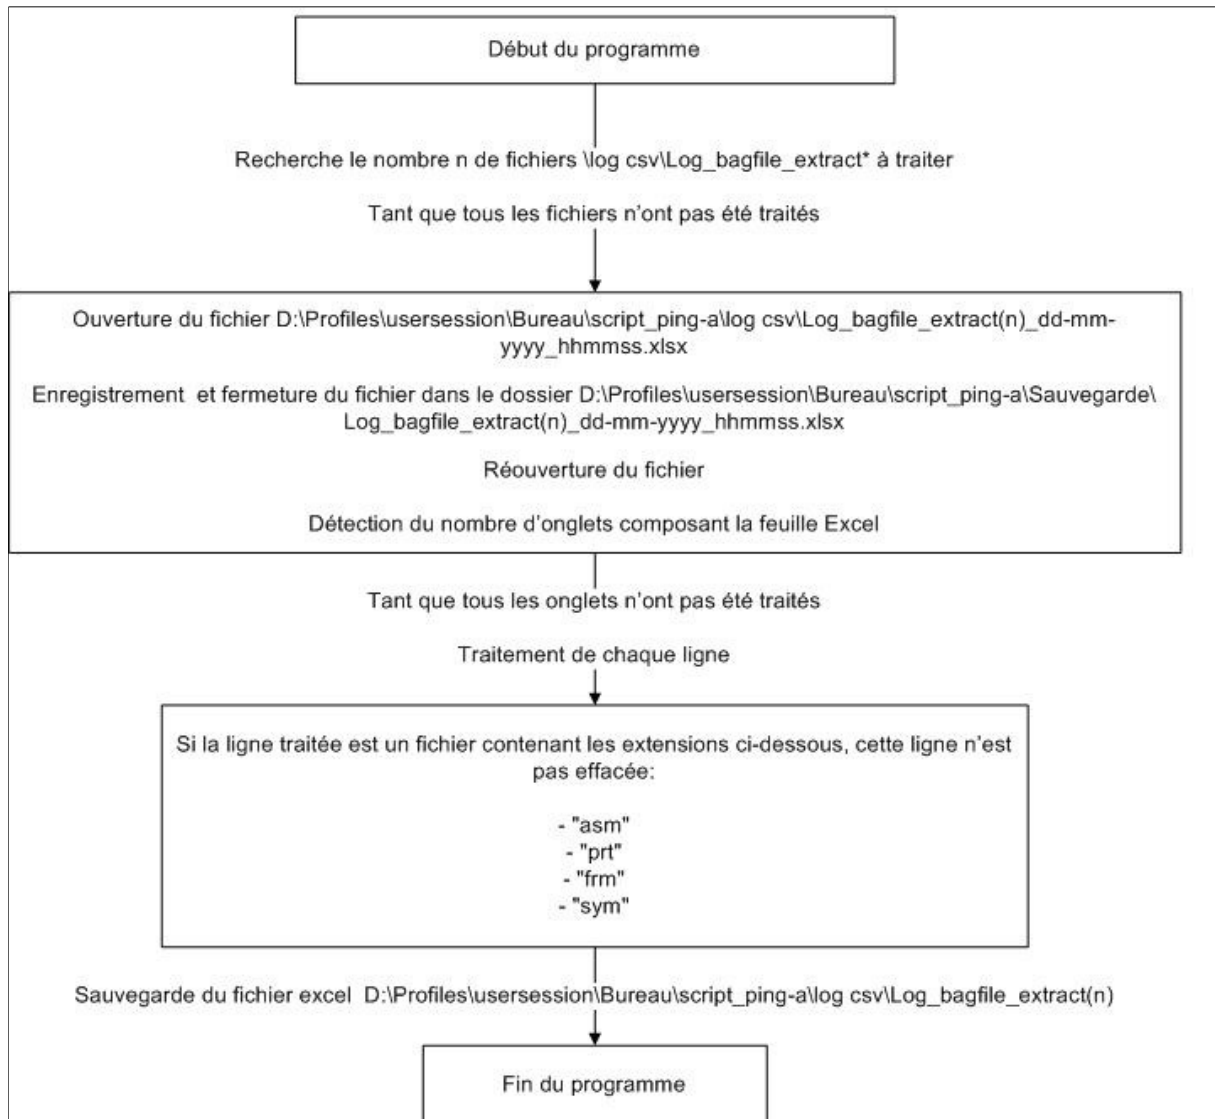 Début du programme
Recherche le nombre n de fichiers \log csv\Log_bagfile_extract* à traiter
Tant que tous les fichiers n'ont pas été traités
Ouverture du fichier D:\Profiles\usersession\Bureau\script_ping-a\log csv\Log_bagfile_extract(n)_dd-mm-
yyyy_hhmmss.xlsx
Enregistrement  et fermeture du fichier dans le dossier D:\Profiles\usersession\Bureau\script_ping-a\Sauvegarde\
Log_bagfile_extract(n)_dd-mm-yyyy_hhmmss.xlsx
Réouverture du fichier
Détection du nombre d'onglets composant la feuille Excel
Tant que tous les onglets n'ont pas été traités
Traitement de chaque ligne
Si la ligne traitée est un fichier contenant les extensions ci-dessous, cette ligne n'est
pas effacée:
- "asm"
- "prt"
- "frm"
- "sym"
Sauvegarde du fichier excel  D:\Profiles\usersession\Bureau\script_ping-a\log csv\Log_bagfile_extract(n)
Fin du programme